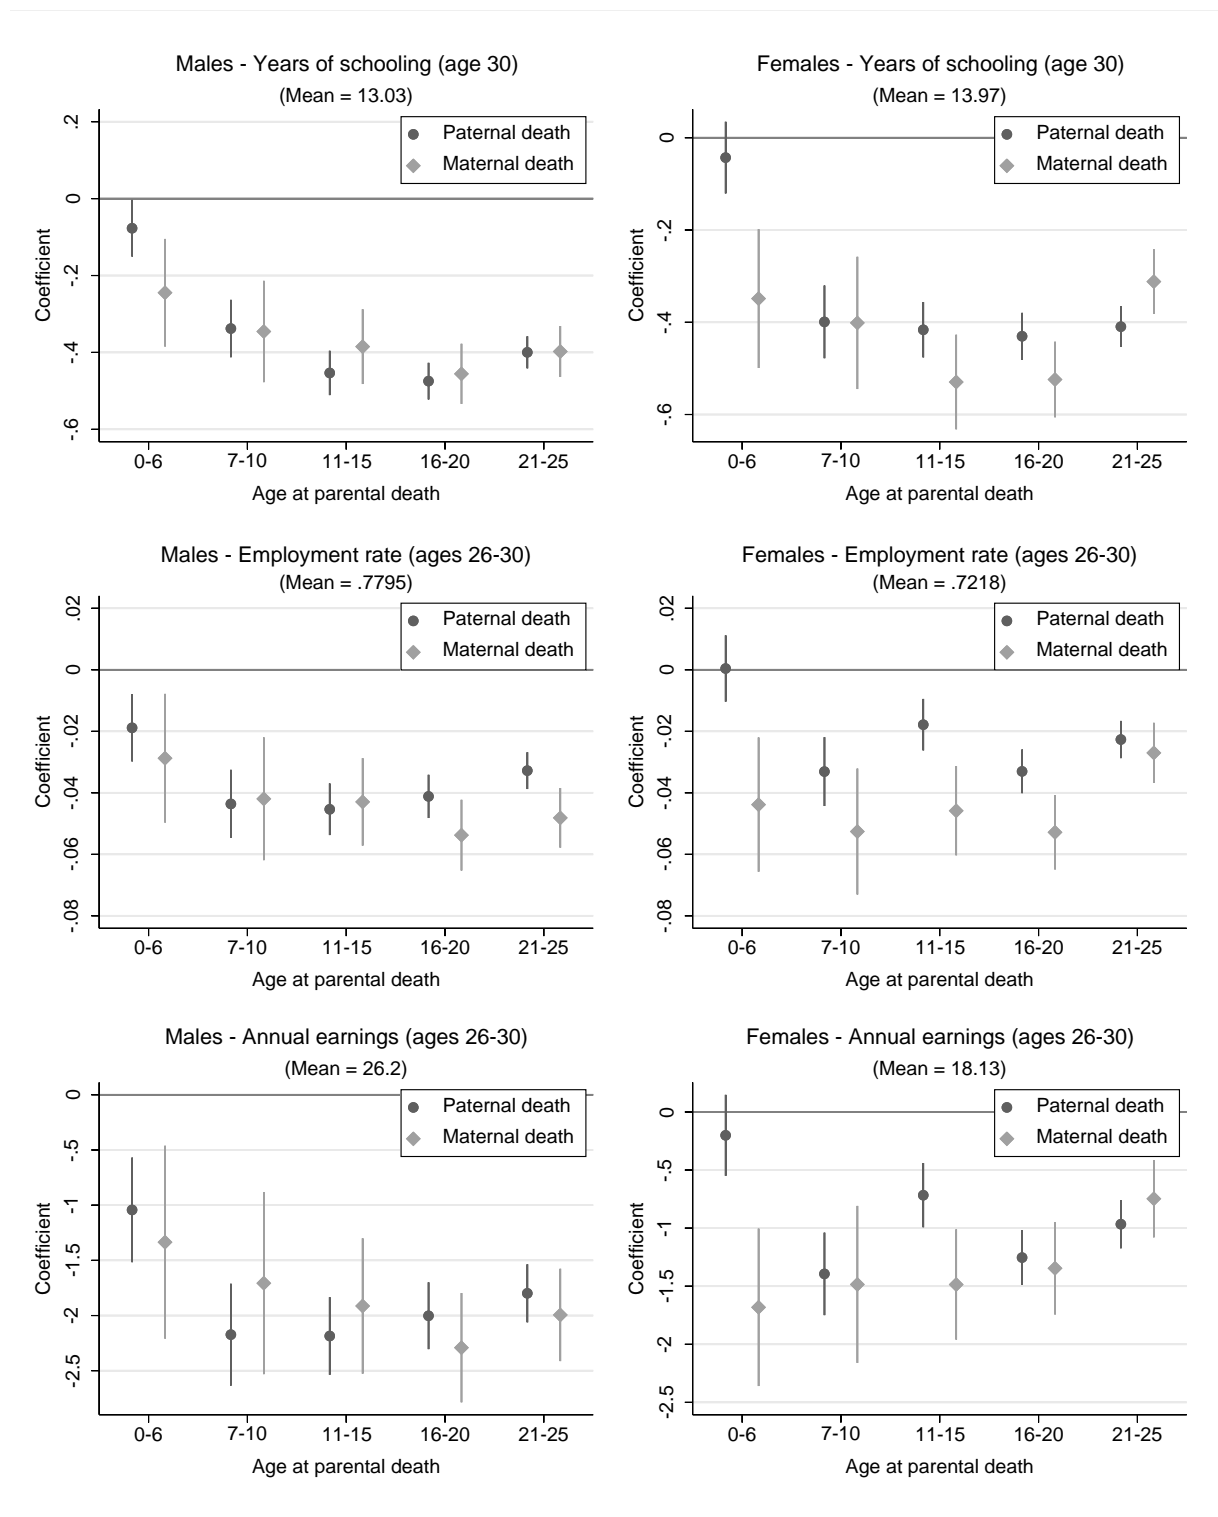 Males - Years of schooling (age 30)
(Mean = 13.03)
Paternal death
Maternal death
Coefficient
.2
0
-.2
-.4
-.6
0-6 7-10 11-15 16-20 21-25
Age at parental death
Females - Years of schooling (age 30)
(Mean = 13.97)
Paternal death
Maternal death
Coefficient
0
-.2
-.4
-.6
0-6 7-10 11-15 16-20 21-25
Age at parental death
Males - Employment rate (ages 26-30)
(Mean = .7795)
Paternal death
Maternal death
Coefficient
.02
0
-.02
-.04
-.06
-.08
0-6 7-10 11-15 16-20 21-25
Age at parental death
Females - Employment rate (ages 26-30)
(Mean = .7218)
Paternal death
Maternal death
Coefficient
.02
0
-.02
-.04
-.06
-.08
0-6 7-10 11-15 16-20 21-25
Age at parental death
Males - Annual earnings (ages 26-30)
(Mean = 26.2)
Paternal death
Maternal death
Coefficient
0
-.5
-1
-1.5
-2
-2.5
0-6 7-10 11-15 16-20 21-25
Age at parental death
Females - Annual earnings (ages 26-30)
(Mean = 18.13)
Paternal death
Maternal death
Coefficient
0
-.5
-1
-1.5
-2
-2.5
0-6 7-10 11-15 16-20 21-25
Age at parental death